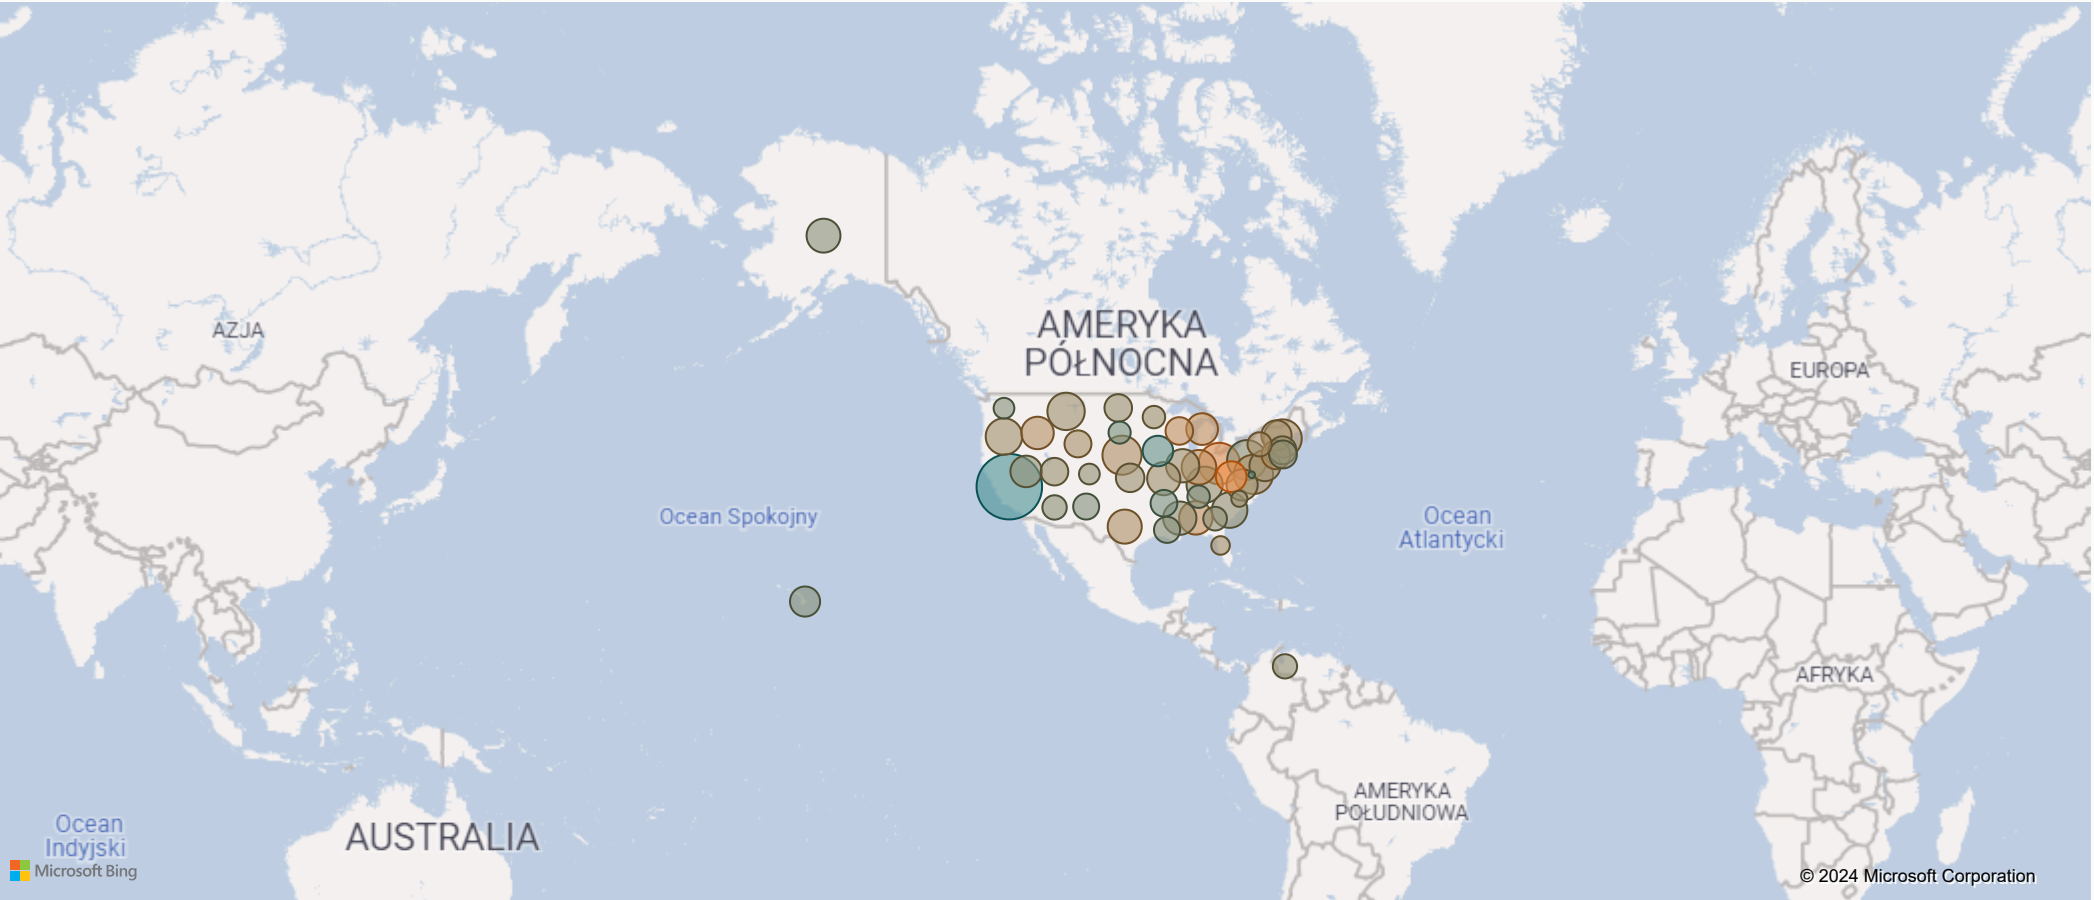 AMERYKA
PÓŁNOCNA
AZJA
EUROPA
Ocean Spokojny
Ocean
Atlantycki
AFRYKA
AMERYKA
POŁUDNIOWA
Ocean
Indyjski
AUSTRALIA
Microsoft Bing
© 2024 Microsoft Corporation